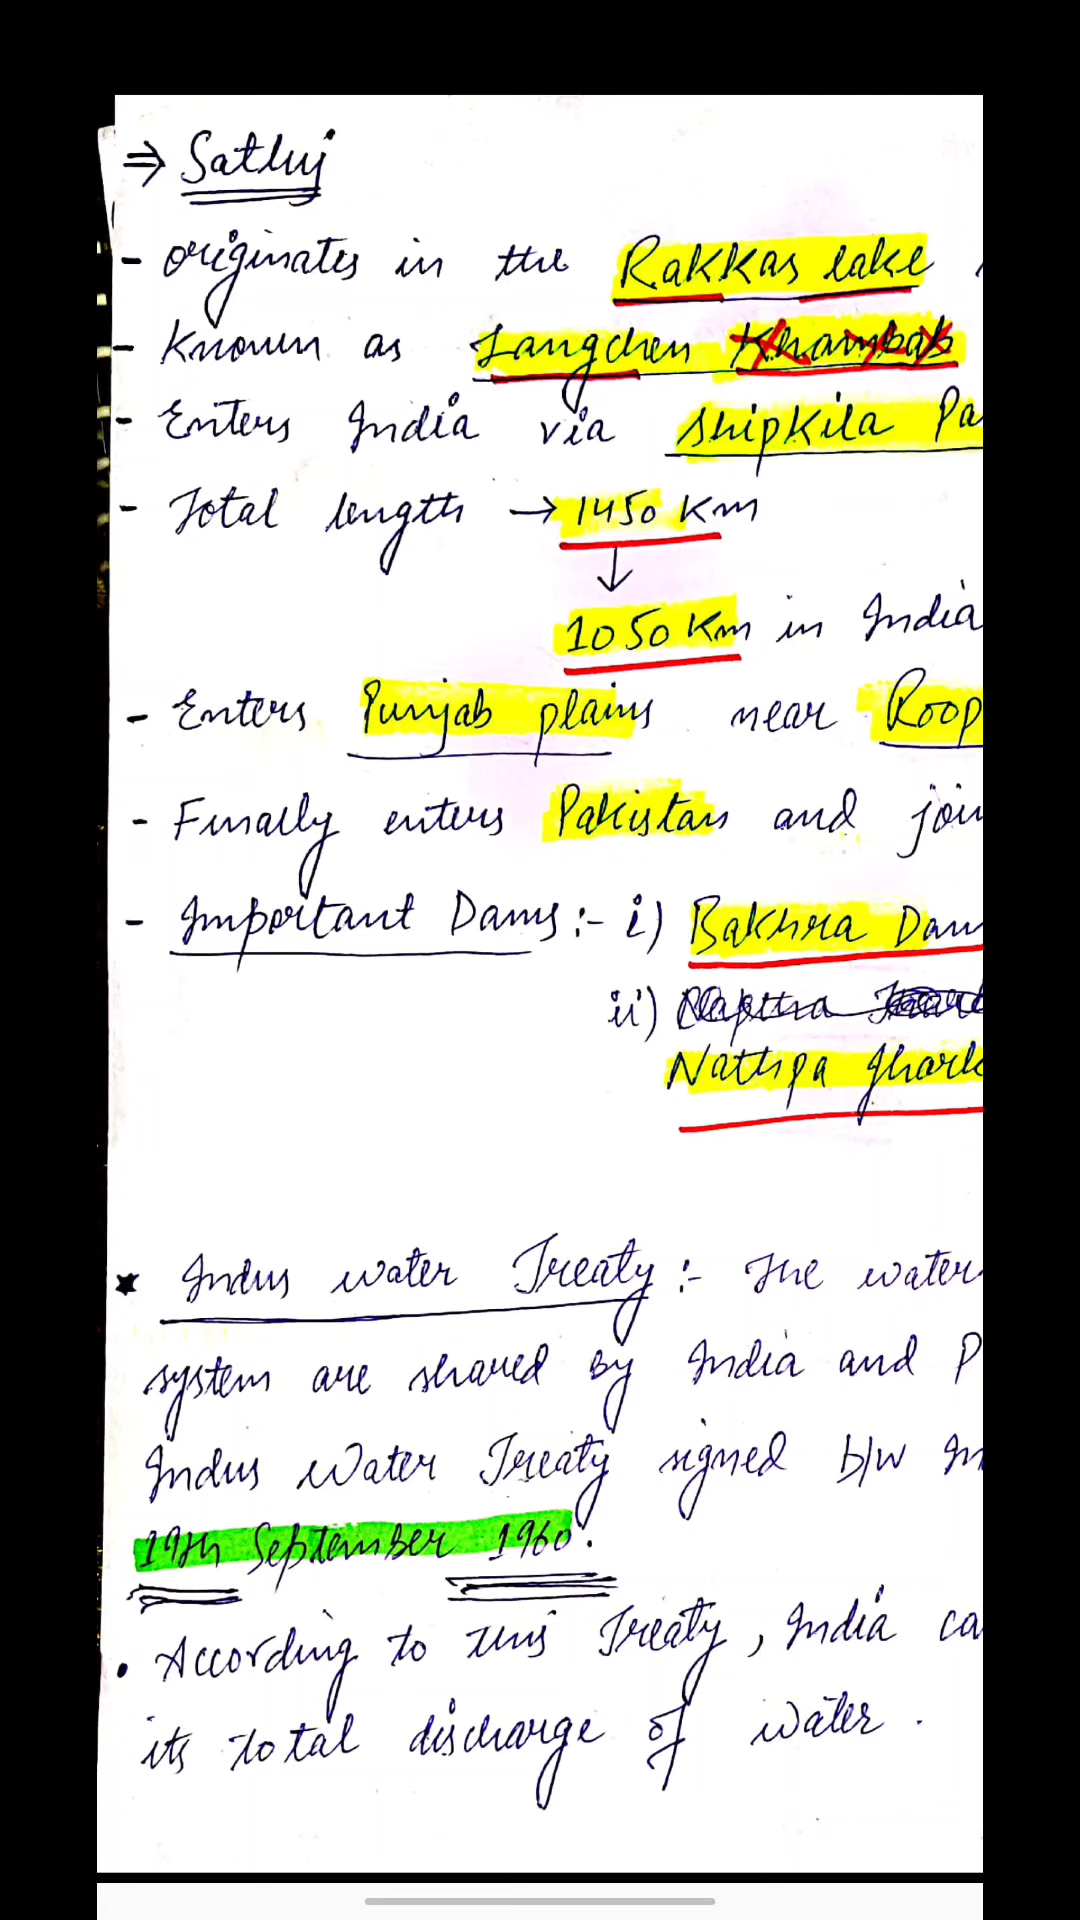 ⇒ Satluj
- originates in the Rakkas lake
- Known as Langchen Khambab
- Enters India via Shipkila Pa
- Total length → 1450 Km
↓
1050 Km in India
- Enters Punjab plains near Roop
- Finally enters Pakistan and join
- Important Dams :- i) Bakhra Dam
ii) Naptha
Nathpa Jhark
★ Indus water Treaty :- The water
system are shared by India and P
Indus Water Treaty signed b/w In
19th September 1960.
• According to this Treaty, India ca
its total discharge of water.